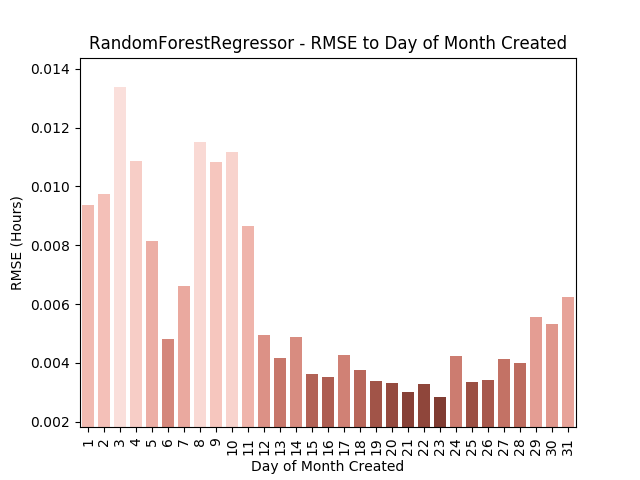 RandomForestRegressor - RMSE to Day of Month Created
0.014
0.012
0.010
0.008
0.006
0.004
0.002
RMSE (Hours)
1 2 3 4 5 6 7 8 9 10 11 12 13 14 15 16 17 18 19 20 21 22 23 24 25 26 27 28 29 30 31
Day of Month Created